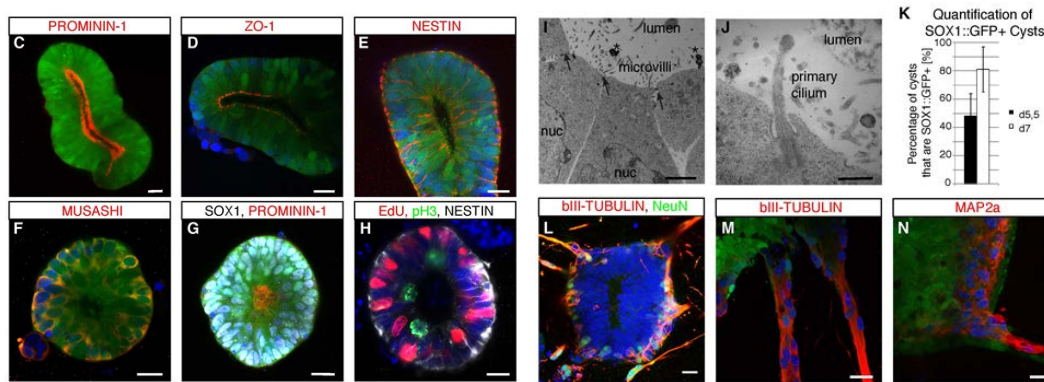 PROMININ-1
C
ZO-1
D
NESTIN
E
MUSASHI
F
SOX1, PROMININ-1
G
EdU, pH3, NESTIN
H
I
lumen
*
*
microvilli
nuc
nuc
J
lumen
primary
cilium
K
Quantification of
SOX1::GFP+ Cysts
Percentage of cysts
that are SOX1::GFP+ [%]
100
80
60
40
20
0
d5,5
d7
bIII-TUBULIN, NeuN
L
bIII-TUBULIN
M
MAP2a
N